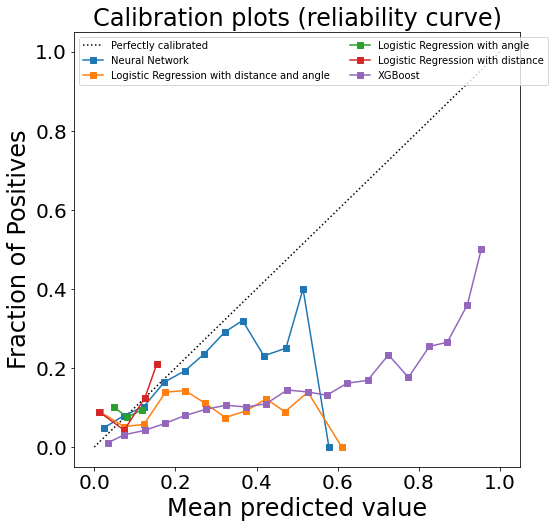 Calibration plots (reliability curve)
Perfectly calibrated
Neural Network
Logistic Regression with distance and angle
Logistic Regression with angle
Logistic Regression with distance
XGBoost
Fraction of Positives
1.0
0.8
0.6
0.4
0.2
0.0
0.0 0.2 0.4 0.6 0.8 1.0
Mean predicted value